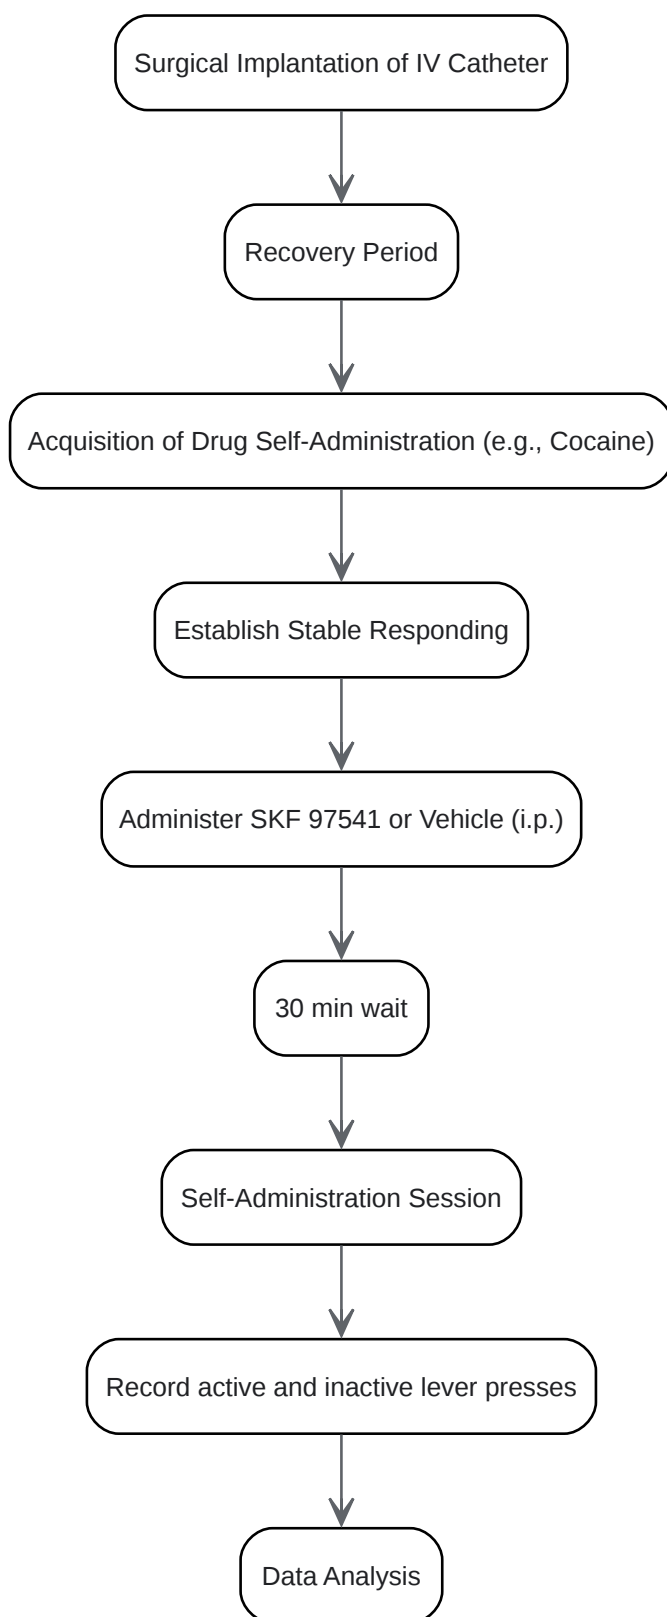 Surgical Implantation of IV Catheter
Recovery Period
Acquisition of Drug Self-Administration (e.g., Cocaine)
Establish Stable Responding
Administer SKF 97541 or Vehicle (i.p.)
30 min wait
Self-Administration Session
Record active and inactive lever presses
Data Analysis